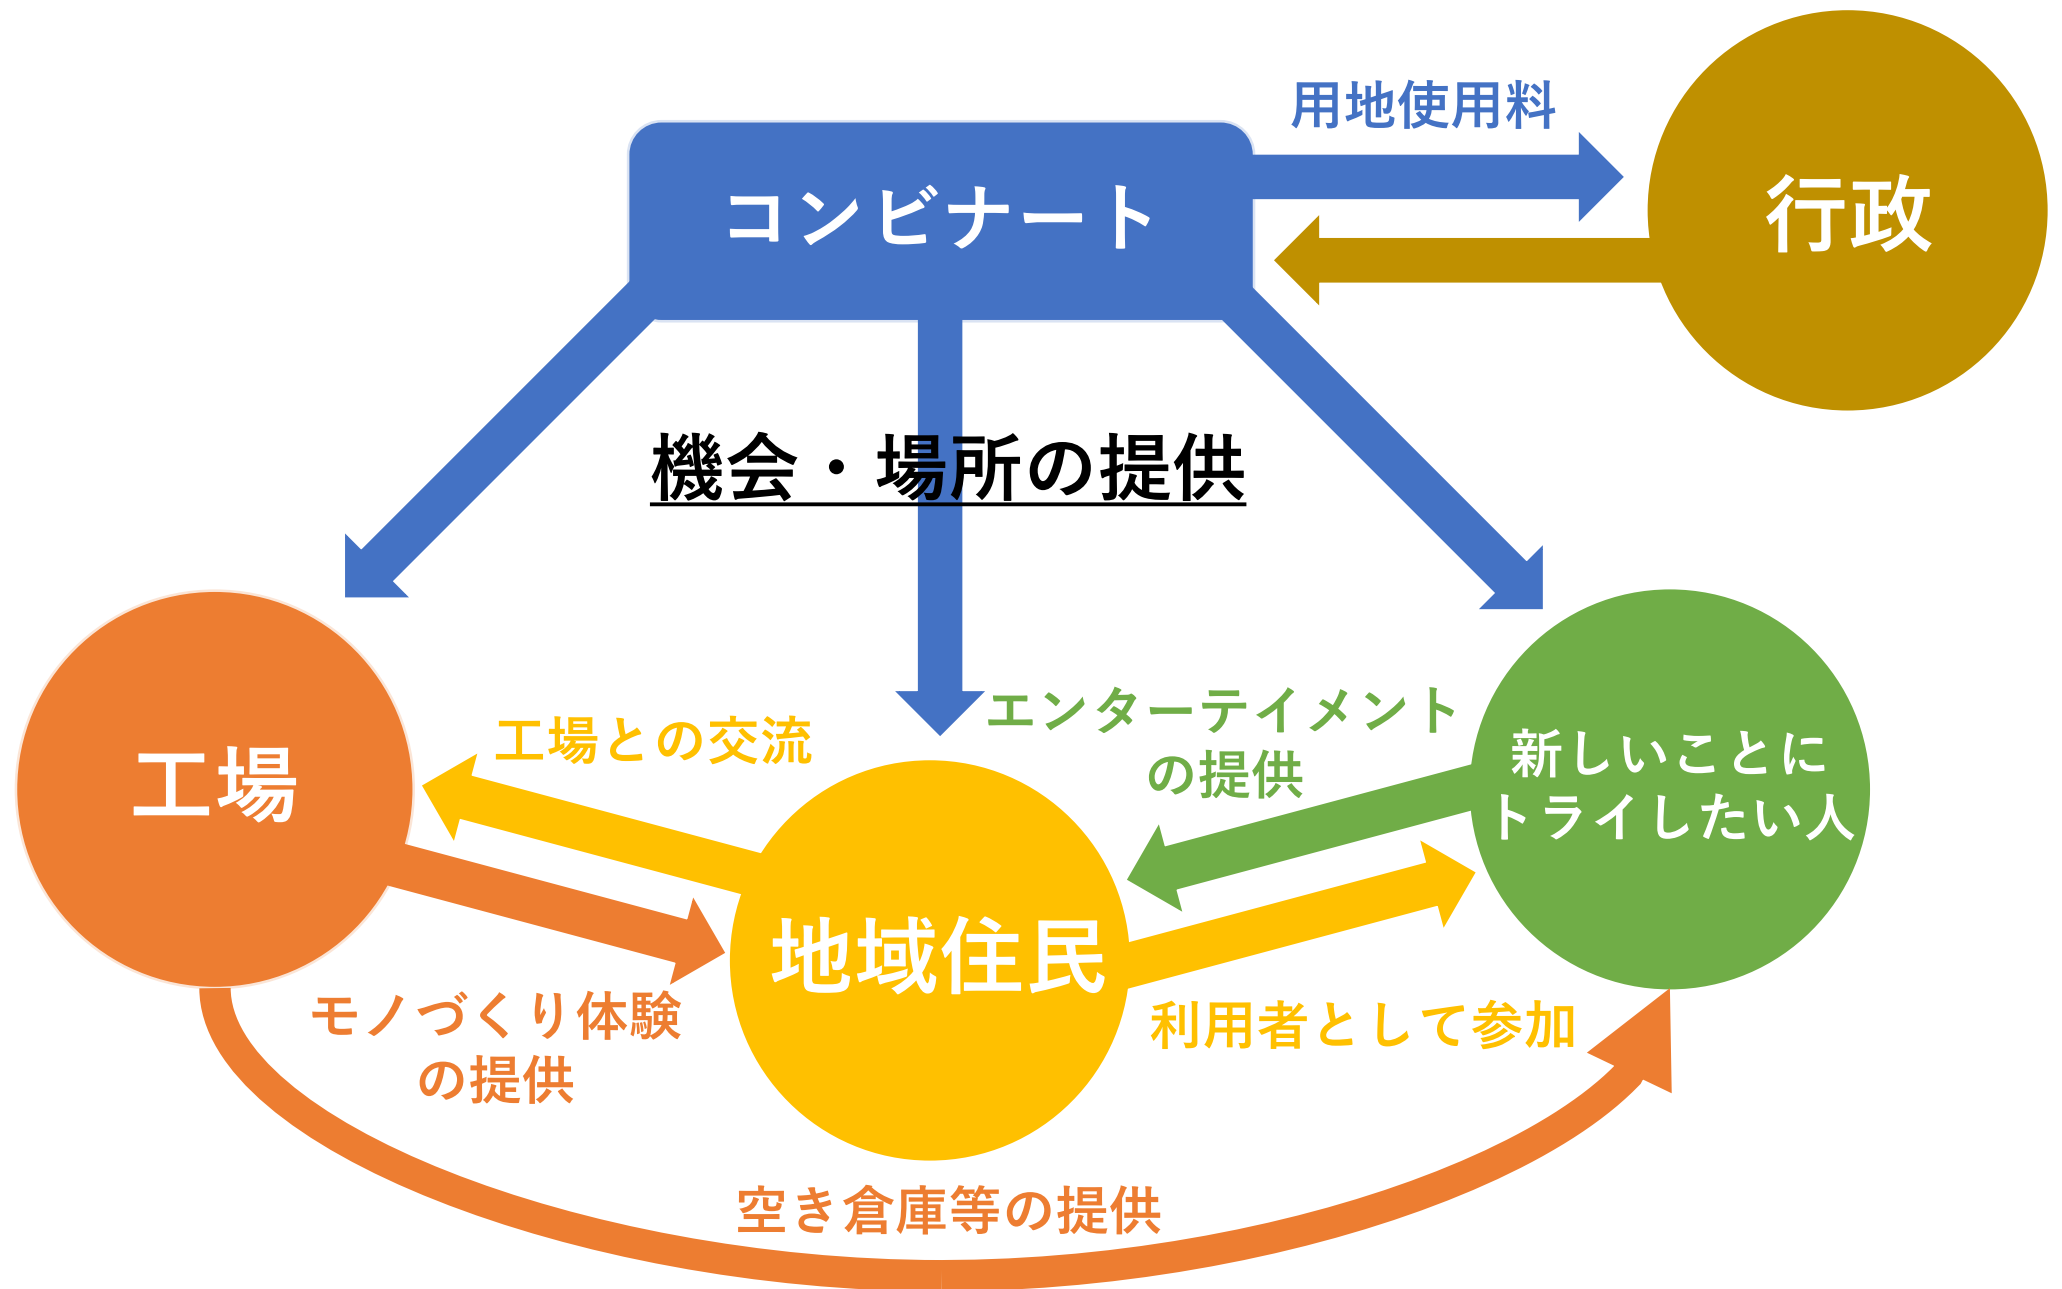 用地使用料
コンビナート
行政
機会・場所の提供
エンターテイメント
の提供
工場との交流
新しいことに
トライしたい人
工場
地域住民
モノづくり体験
の提供
利用者として参加
空き倉庫等の提供